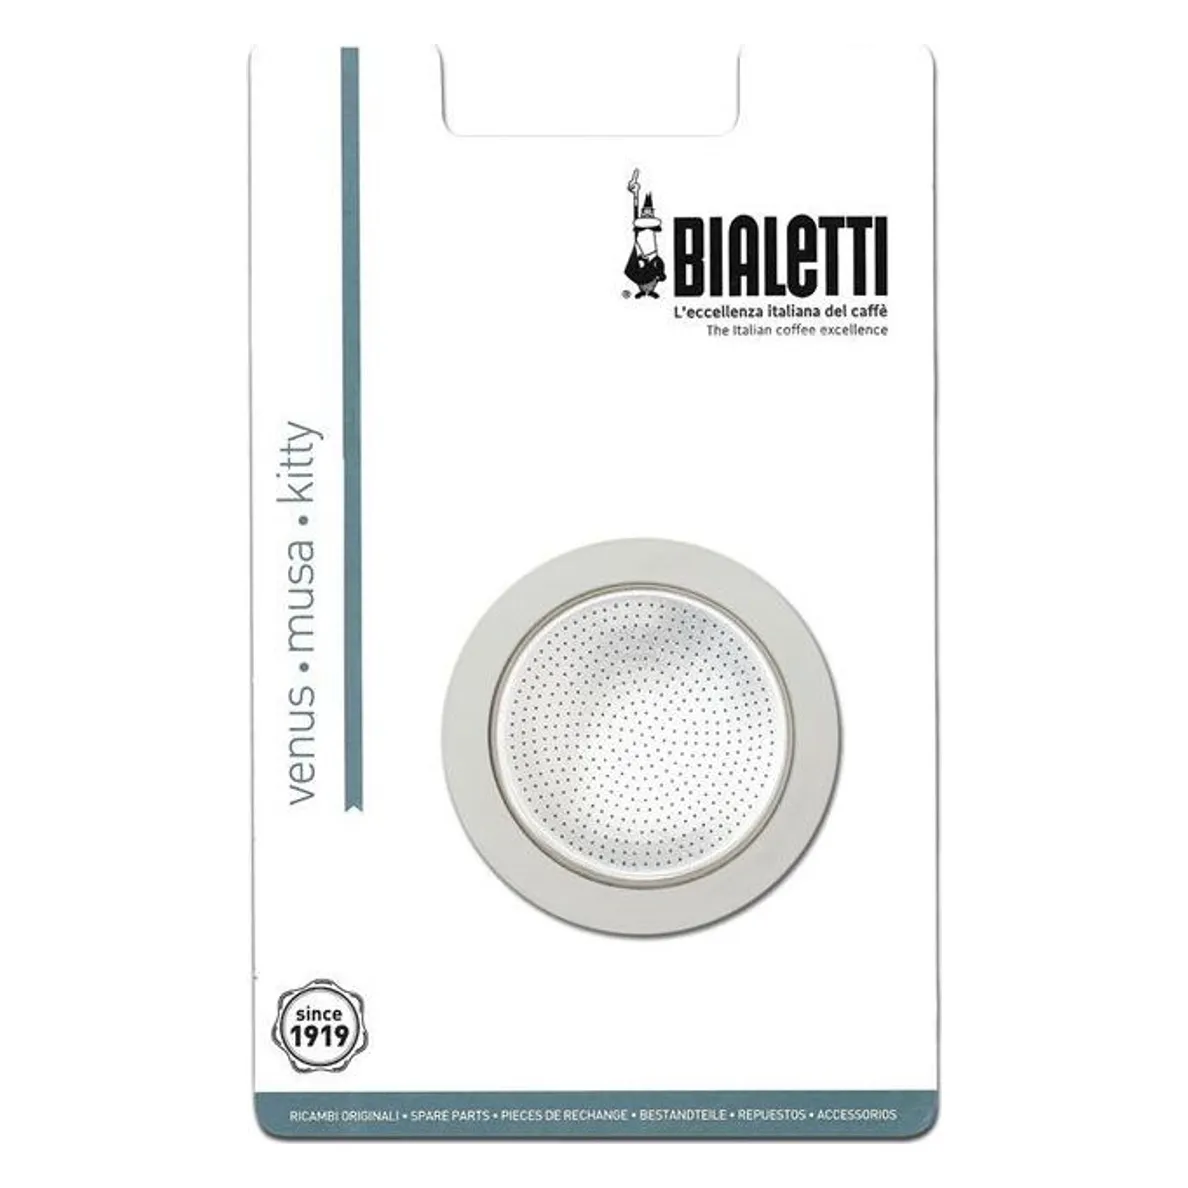 BIALETTI
®
L'eccellenza italiana del caffè
The Italian coffee excellence
venus • musa • kitty
since
1919
RICAMBI ORIGINALI • SPARE PARTS • PIECES DE RECHANGE • BESTANDTEILE • REPUESTOS • ACCESSORIOS